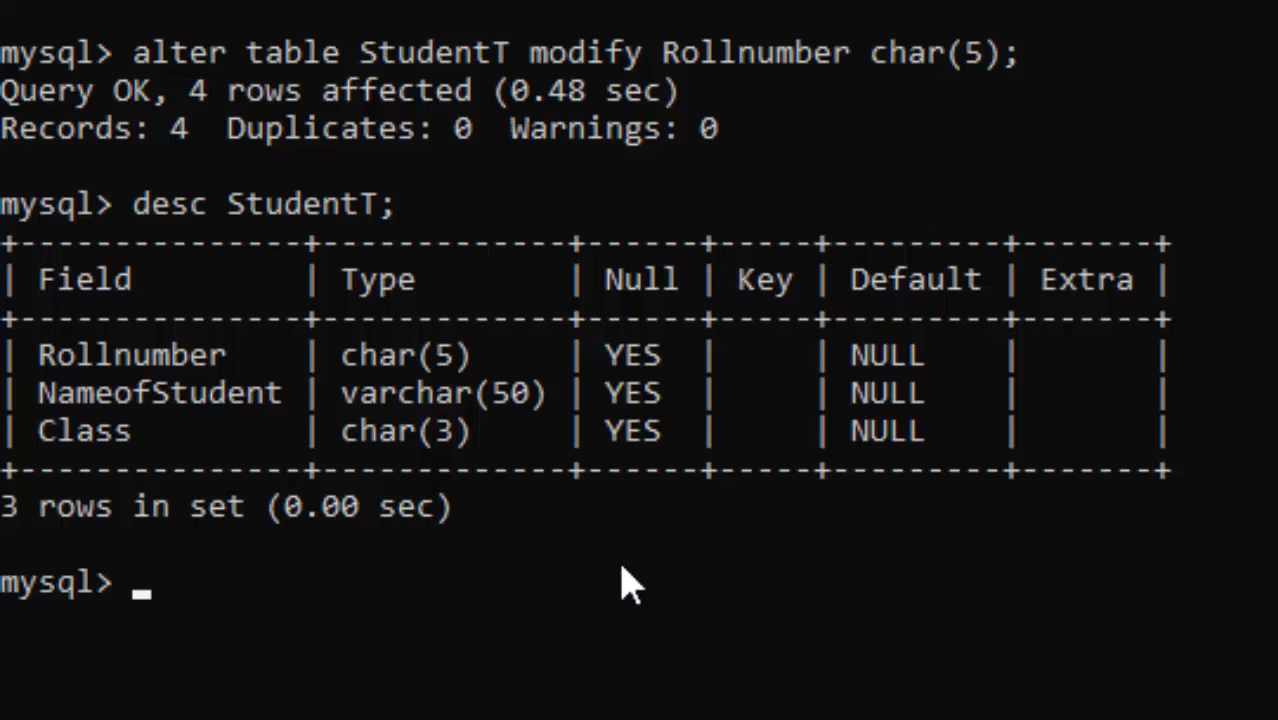 mysql> alter table StudentT modify Rollnumber char(5);
Query OK, 4 rows affected (0.48 sec)
Records: 4  Duplicates: 0  Warnings: 0
mysql> desc StudentT;
+---------------+-------------+------+-----+---------+-------+
| Field         | Type        | Null | Key | Default | Extra |
+---------------+-------------+------+-----+---------+-------+
| Rollnumber    | char(5)     | YES  |     | NULL    |       |
| NameofStudent | varchar(50) | YES  |     | NULL    |       |
| Class         | char(3)     | YES  |     | NULL    |       |
+---------------+-------------+------+-----+---------+-------+
3 rows in set (0.00 sec)
mysql> _